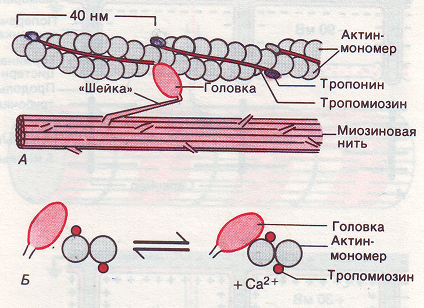 40 нм
Актин-
мономер
«Шейка»
Головка
Тропонин
Тропомиозин
Миозиновая
нить
А
Головка
Актин-
мономер
Тропомиозин
Б
+ Ca²⁺